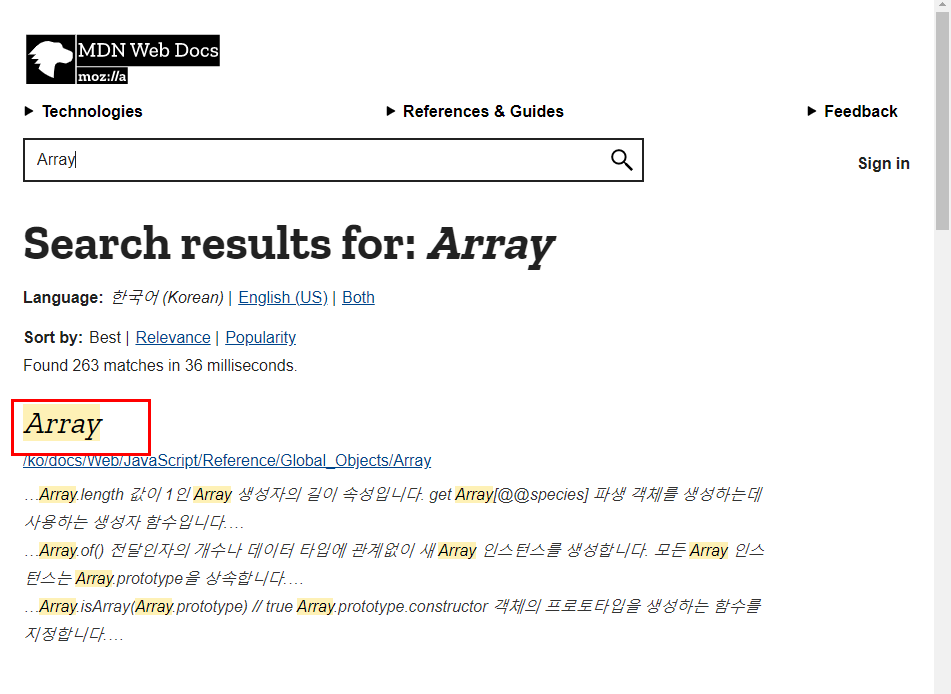 MDN Web Docs
moz://a
Technologies
References & Guides
Feedback
Array
Sign in
Search results for: Array
Language: 한국어 (Korean) | English (US) | Both
Sort by: Best | Relevance | Popularity
Found 263 matches in 36 milliseconds.
Array
/ko/docs/Web/JavaScript/Reference/Global_Objects/Array
…Array.length 값이 1인 Array 생성자의 길이 속성입니다. get Array[@@species] 파생 객체를 생성하는데
사용하는 생성자 함수입니다.…
…Array.of() 전달인자의 개수나 데이터 타입에 관계없이 새 Array 인스턴스를 생성합니다. 모든 Array 인스
턴스는 Array.prototype을 상속합니다.…
…Array.isArray(Array.prototype) // true Array.prototype.constructor 객체의 프로토타입을 생성하는 함수를
지정합니다.…